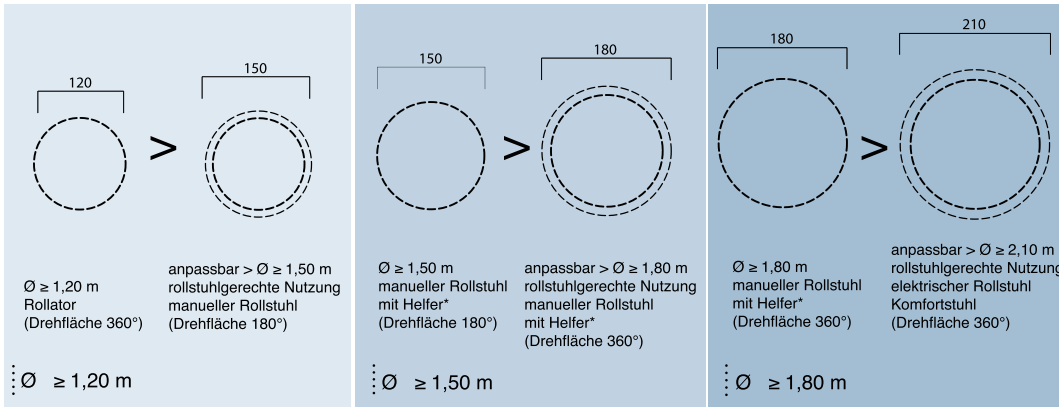 120
150
>
Ø ≥ 1,20 m
Rollator
(Drehfläche 360°)
anpassbar > Ø ≥ 1,50 m
rollstuhlgerechte Nutzung
manueller Rollstuhl
(Drehfläche 180°)
Ø ≥ 1,20 m
150
180
>
Ø ≥ 1,50 m
manueller Rollstuhl
mit Helfer*
(Drehfläche 180°)
anpassbar > Ø ≥ 1,80 m
rollstuhlgerechte Nutzung
manueller Rollstuhl
mit Helfer*
(Drehfläche 360°)
Ø ≥ 1,50 m
180
210
>
Ø ≥ 1,80 m
manueller Rollstuhl
mit Helfer*
(Drehfläche 360°)
anpassbar > Ø ≥ 2,10 m
rollstuhlgerechte Nutzung
elektrischer Rollstuhl
Komfortstuhl
(Drehfläche 360°)
Ø ≥ 1,80 m